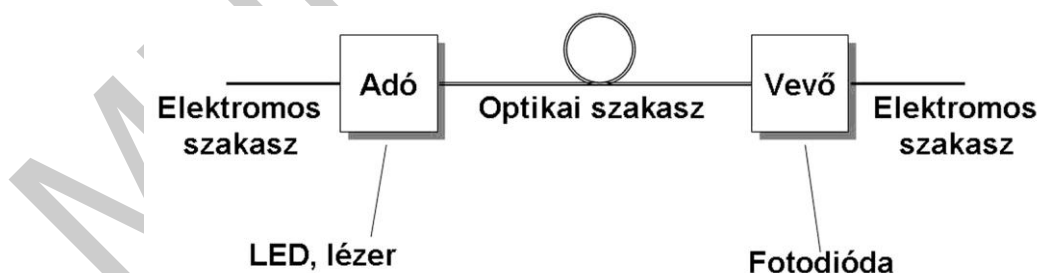 Adó
Vevő
Elektromos
szakasz
Optikai szakasz
Elektromos
szakasz
LED, lézer
Fotodióda